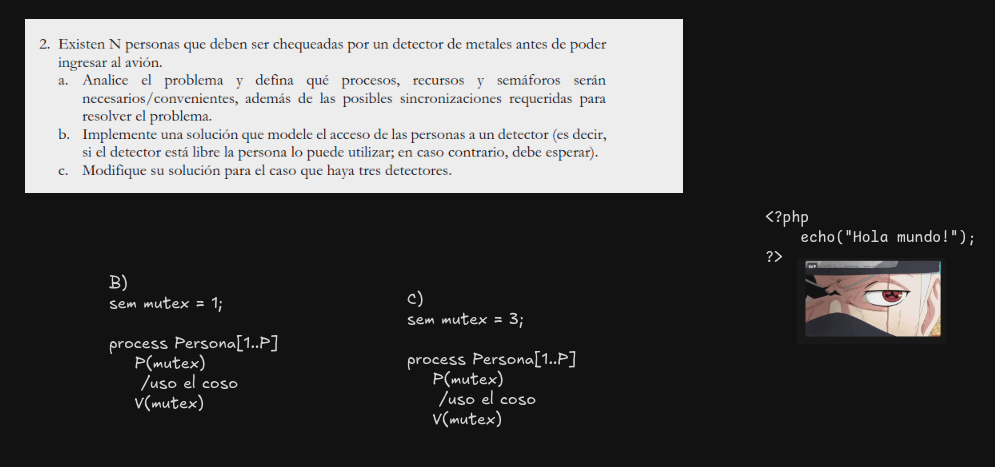 2. Existen N personas que deben ser chequeadas por un detector de metales antes de poder
ingresar al avión.
a. Analice el problema y defina qué procesos, recursos y semáforos serán
necesarios/convenientes, además de las posibles sincronizaciones requeridas para
resolver el problema.
b. Implemente una solución que modele el acceso de las personas a un detector (es decir,
si el detector está libre la persona lo puede utilizar; en caso contrario, debe esperar).
c. Modifique su solución para el caso que haya tres detectores.
B)
sem mutex = 1;
process Persona[1..P]
P(mutex)
/uso el coso
V(mutex)
c)
sem mutex = 3;
process Persona[1..P]
P(mutex)
/uso el coso
V(mutex)
<?php
echo("Hola mundo!");
?>